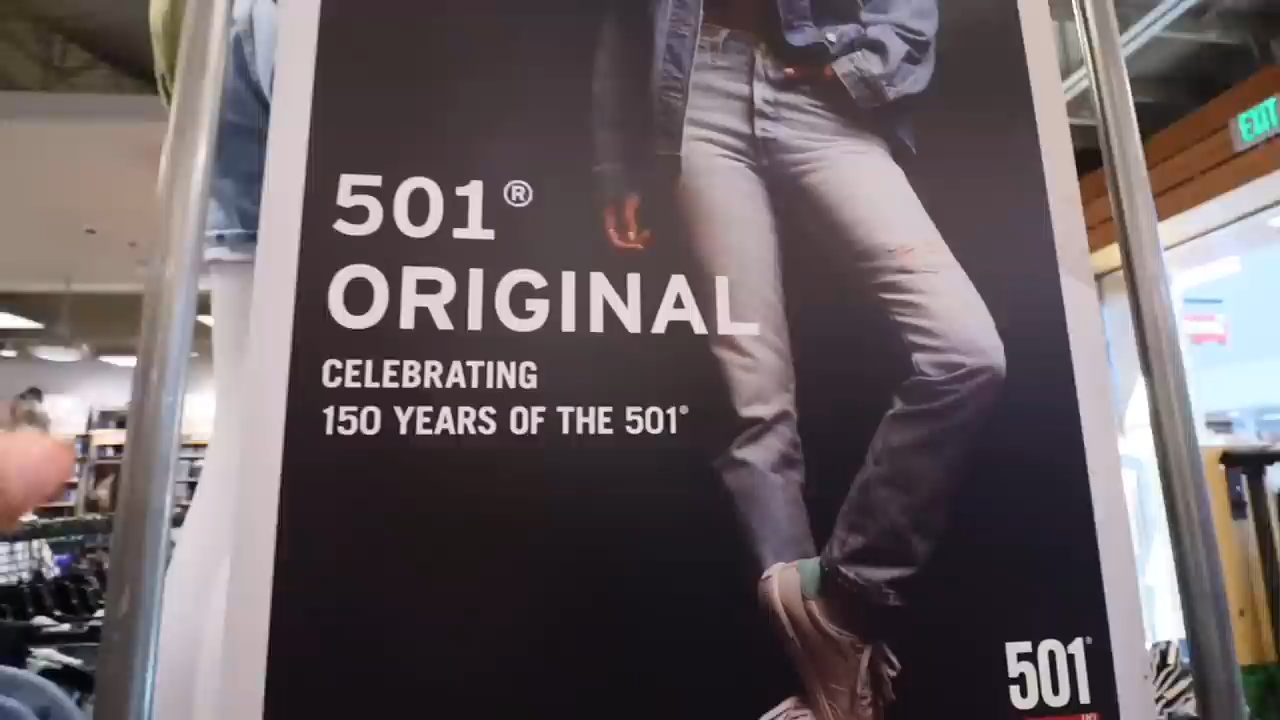 501®
ORIGINAL
CELEBRATING
150 YEARS OF THE 501®
501®
EXIT